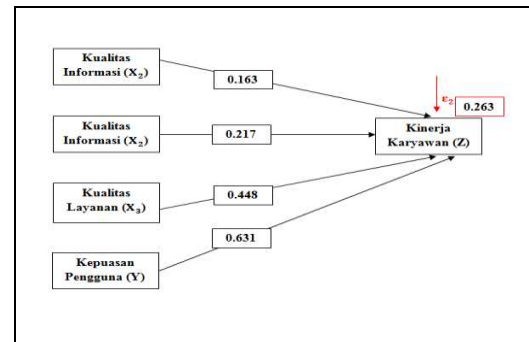 Kualitas
Informasi (X₂)
0.163
ε₂
0.263
Kualitas
Informasi (X₂)
0.217
Kinerja
Karyawan (Z)
Kualitas
Layanan (X₃)
0.448
0.631
Kepuasan
Pengguna (Y)